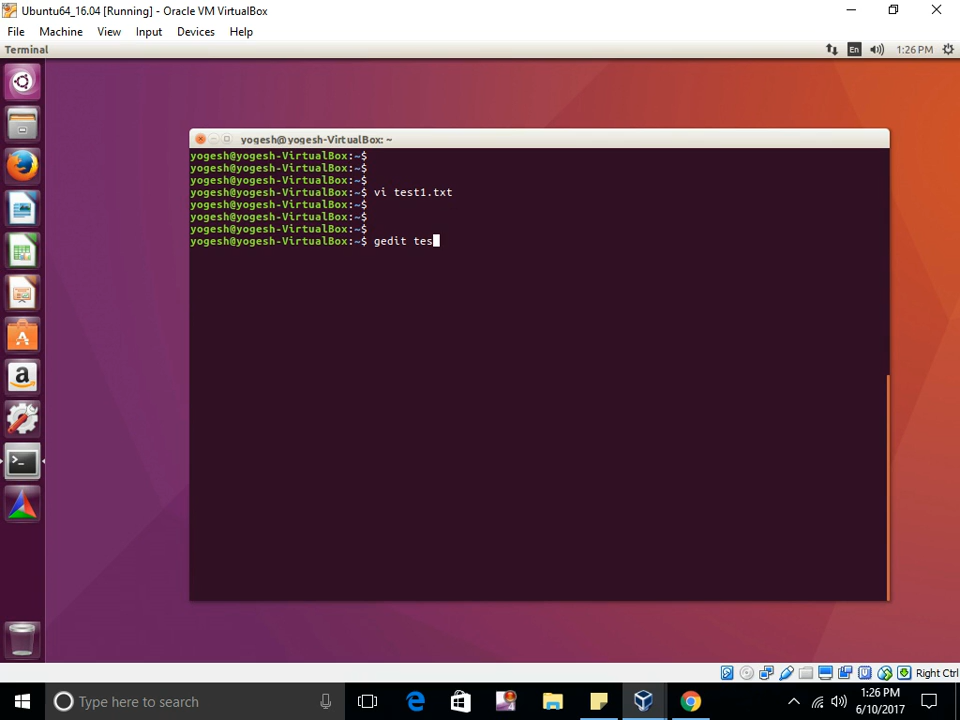 Ubuntu64_16.04 [Running] - Oracle VM VirtualBox
File Machine View Input Devices Help
Terminal En 1:26 PM
yogesh@yogesh-VirtualBox: ~
yogesh@yogesh-VirtualBox:~$
yogesh@yogesh-VirtualBox:~$
yogesh@yogesh-VirtualBox:~$
yogesh@yogesh-VirtualBox:~$ vi test1.txt
yogesh@yogesh-VirtualBox:~$
yogesh@yogesh-VirtualBox:~$
yogesh@yogesh-VirtualBox:~$
yogesh@yogesh-VirtualBox:~$ gedit tes
Right Ctrl
Type here to search
1:26 PM
6/10/2017